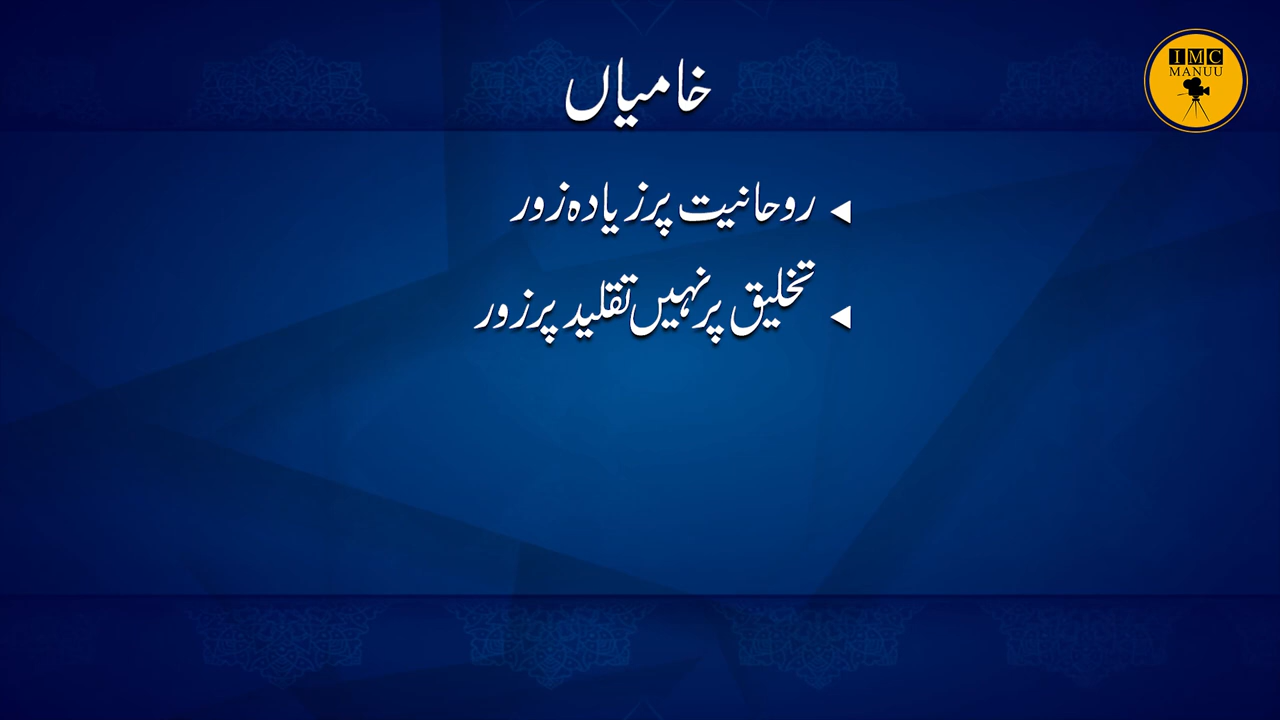 خامیاں
IMC
MANUU
روحانیت پر زیادہ زور
تخلیق پر نہیں تقلید پر زور